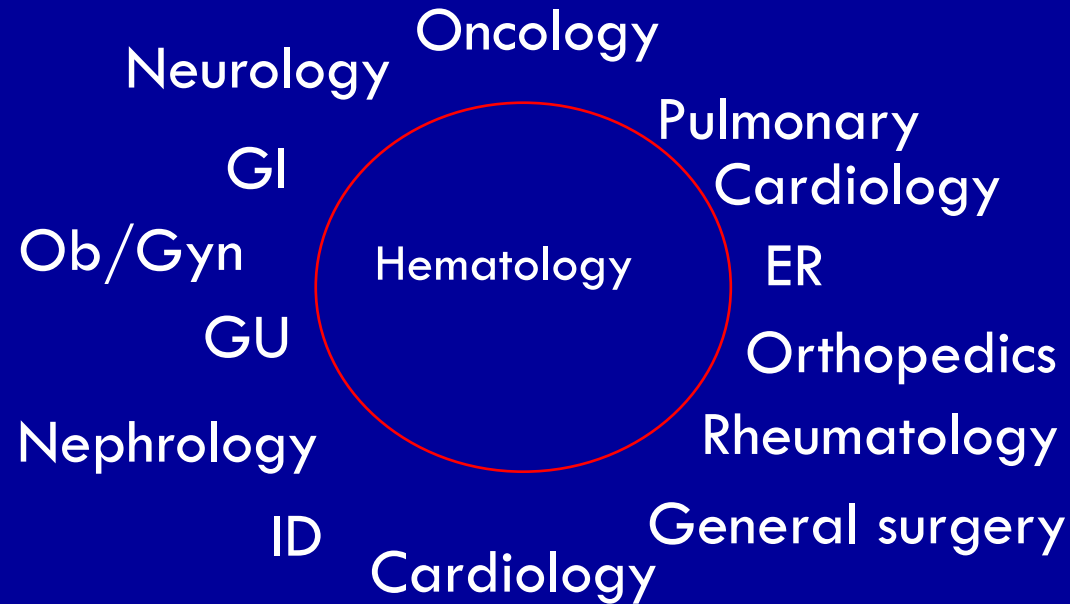 Oncology
Neurology
Pulmonary
GI
Cardiology
Ob/Gyn
Hematology
ER
GU
Orthopedics
Nephrology
Rheumatology
ID
General surgery
Cardiology